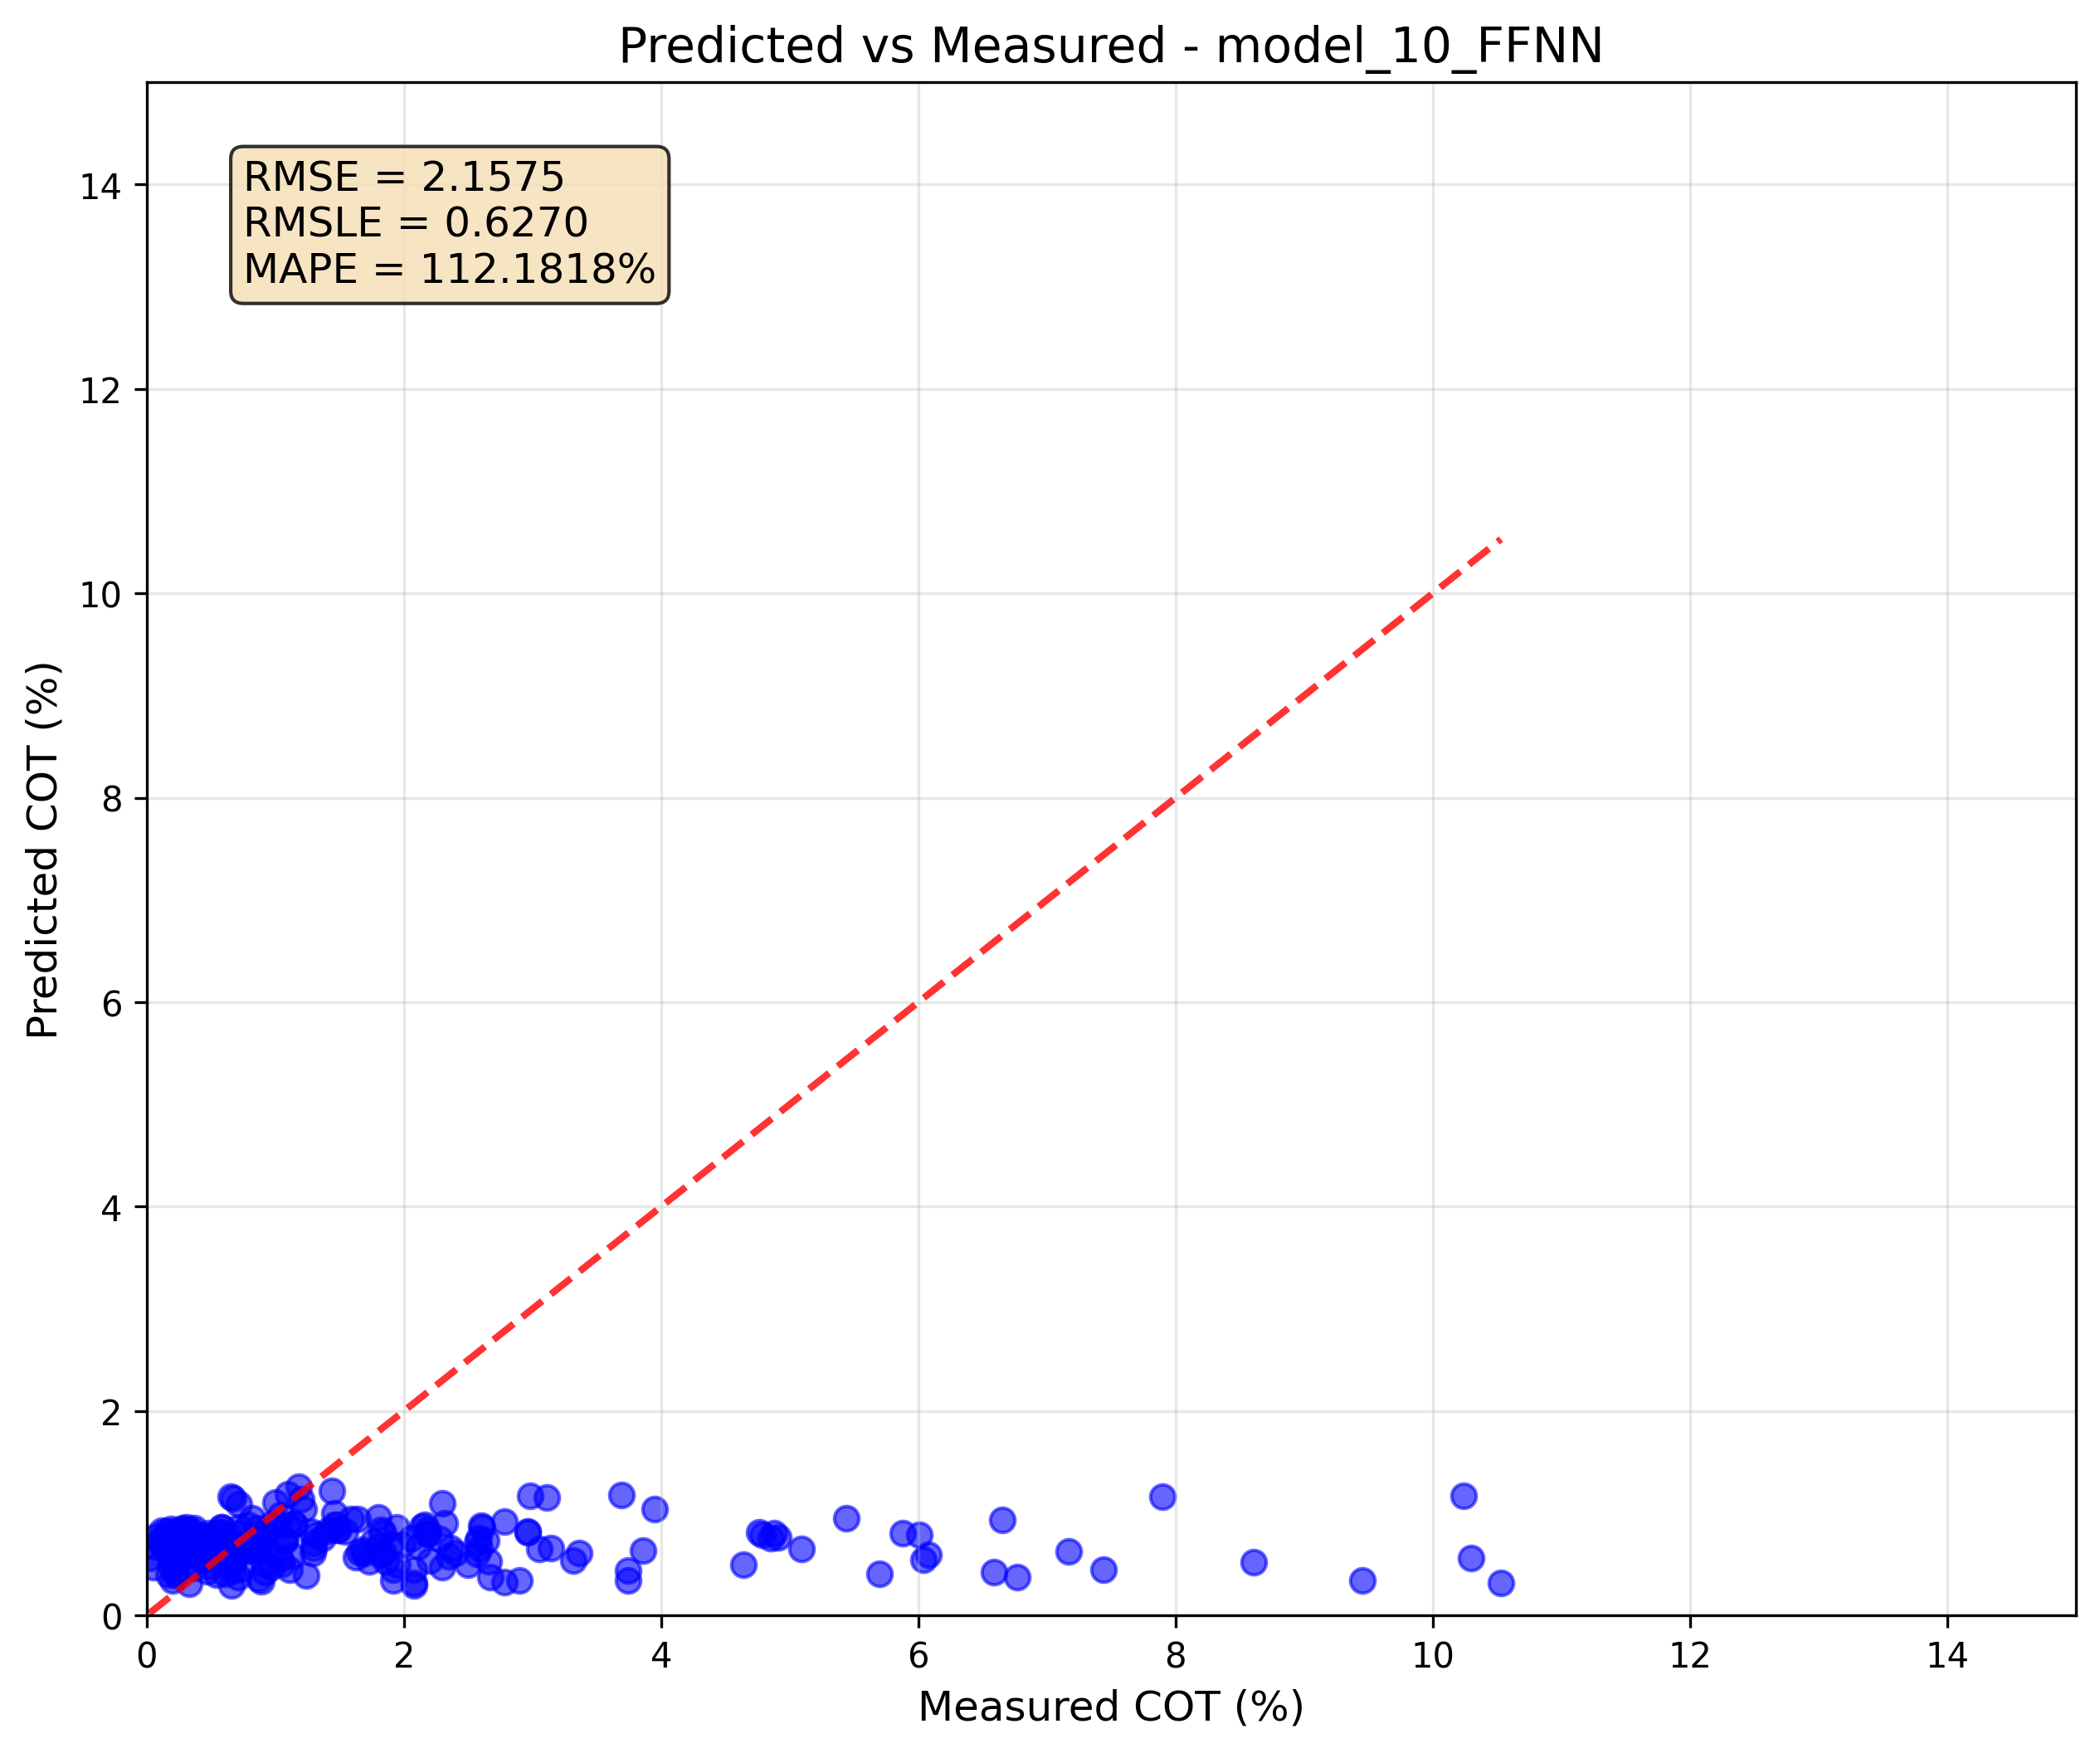 Predicted vs Measured - model_10_FFNN
RMSE = 2.1575
RMSLE = 0.6270
MAPE = 112.1818%
Predicted COT (%)
14
12
10
8
6
4
2
0
0 2 4 6 8 10 12 14
Measured COT (%)